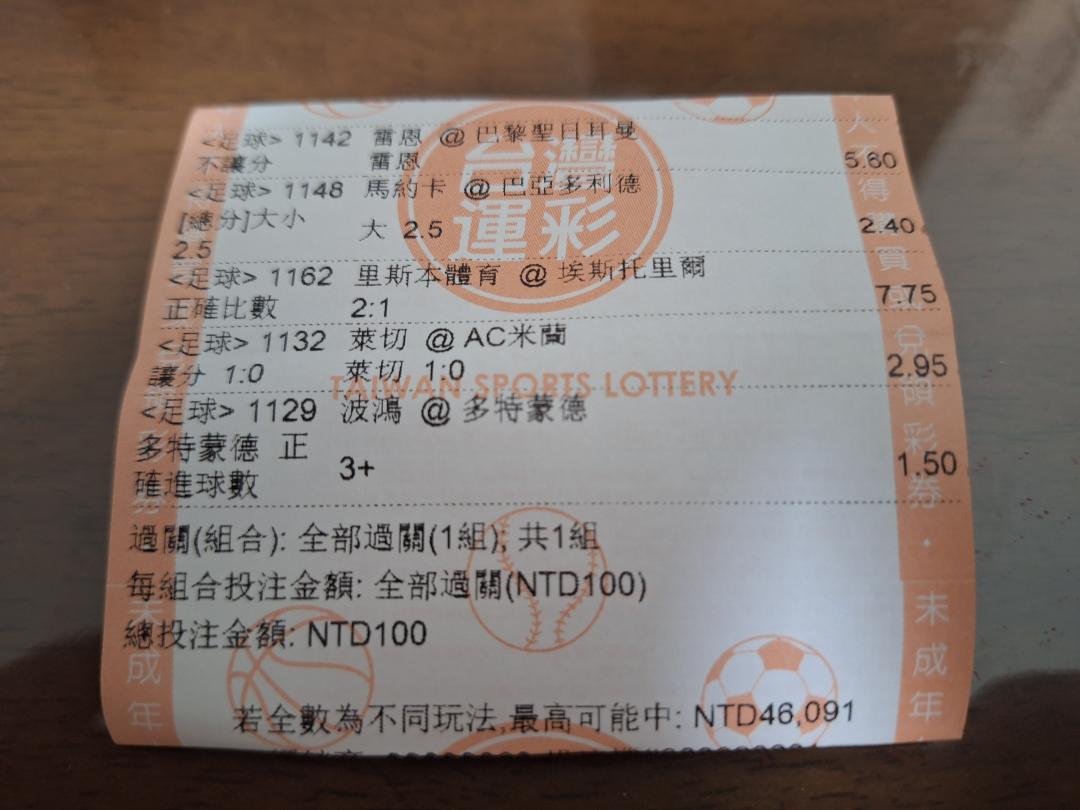 <足球> 1142 雷恩 @ 巴黎聖日耳曼
不讓分 雷恩 5.60
<足球> 1148 馬約卡 @ 巴亞多利德
[總分]大小 大 2.5 2.40
2.5
<足球> 1162 里斯本體育 @ 埃斯托里爾
正確比數 2:1 7.75
<足球> 1132 萊切 @ AC米蘭
讓分 1:0 萊切 1:0 2.95
<足球> 1129 波鴻 @ 多特蒙德
多特蒙德 正
確進球數 3+ 1.50
過關(組合): 全部過關(1組), 共1組
每組合投注金額: 全部過關(NTD100)
總投注金額: NTD100
若全數為不同玩法,最高可能中: NTD46,091
台灣
運彩
TAIWAN SPORTS LOTTERY
未成年
未成年